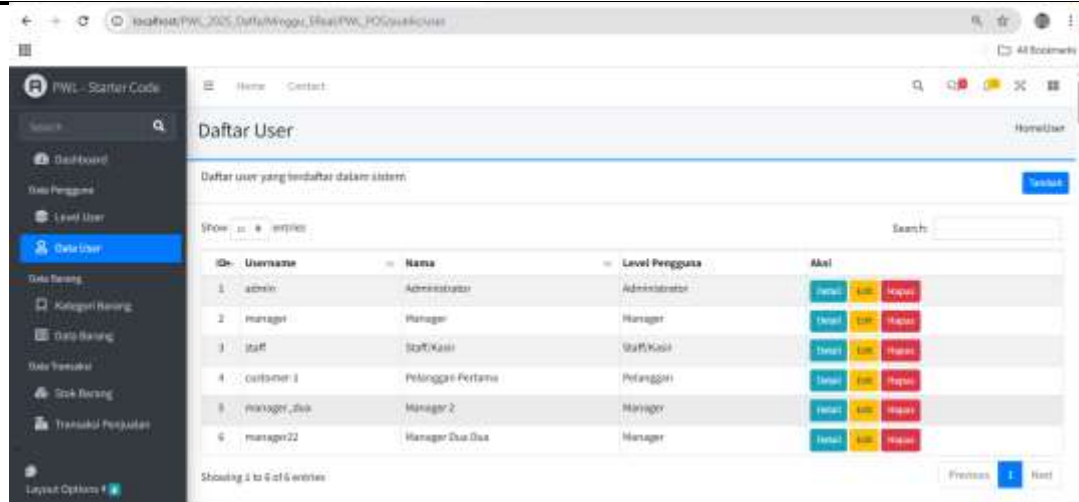 All Bookmarks
PWL - Starter Code
Home Contact
Search
Daftar User
Home User
Dashboard
Daftar user yang terdaftar dalam sistem
Tambah
Data Pengguna
Level User
Show entries
Search:
Data User
ID Username Nama Level Pengguna Aksi
Data Barang
1 admin Administrator Administrator Detail Edit Hapus
Kategori Barang
2 manager Manager Manager Detail Edit Hapus
Data Barang
3 staff Staff/Kasir Staff/Kasir Detail Edit Hapus
Data Transaksi
4 customer-1 Pelanggan Pertama Pelanggan Detail Edit Hapus
Stok Barang
5 manager_dua Manager 2 Manager Detail Edit Hapus
Transaksi Penjualan
6 manager22 Manager Dua Dua Manager Detail Edit Hapus
Showing 1 to 6 of 6 entries
Previous 1 Next
Layout Options